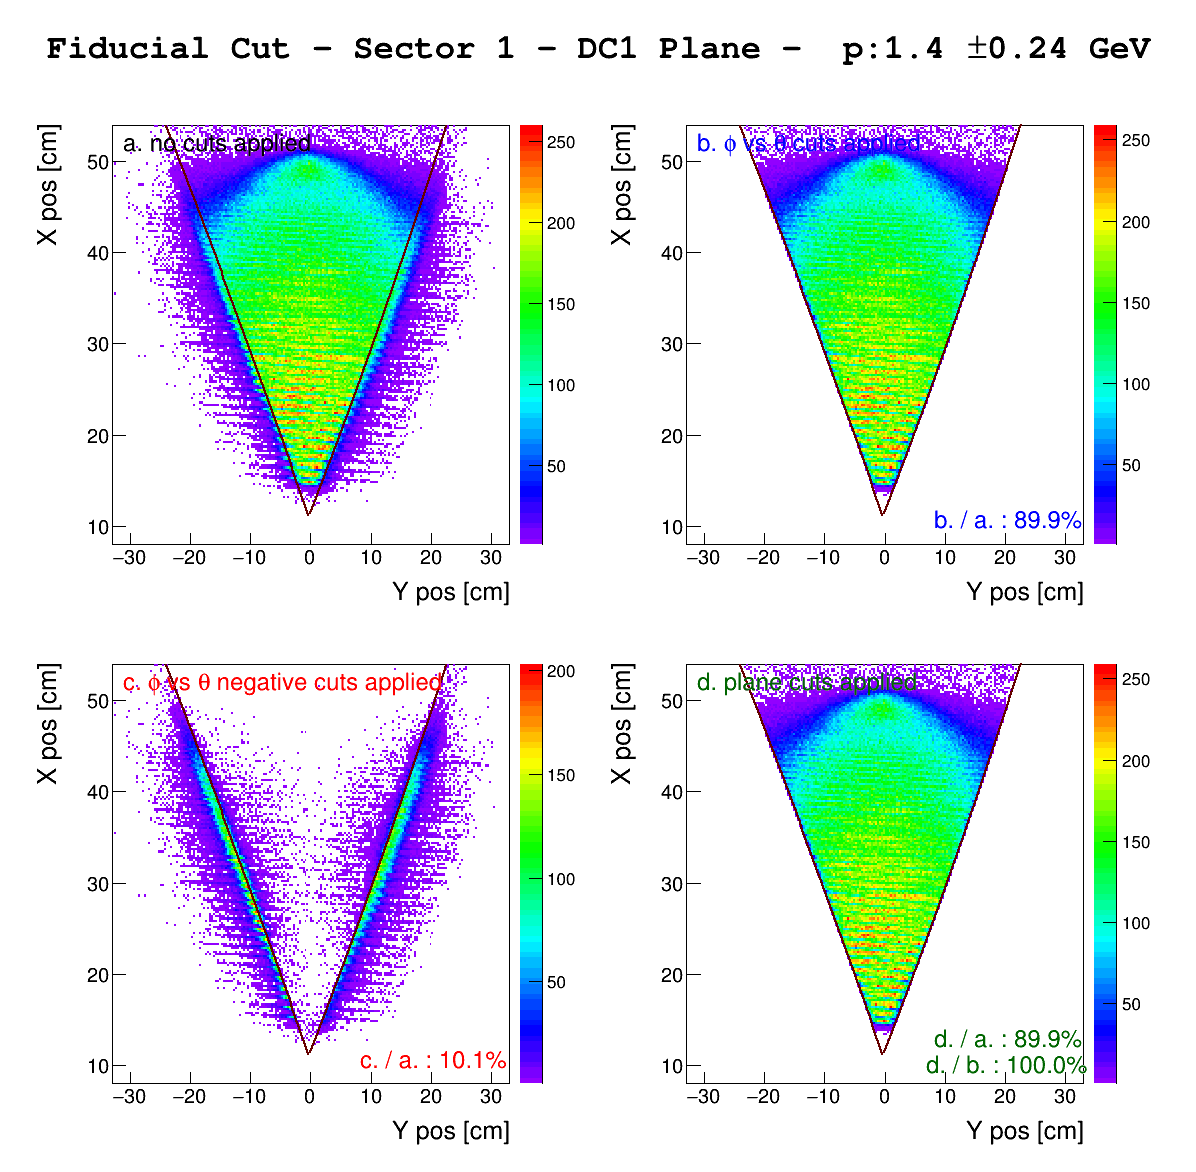 Fiducial Cut − Sector 1 − DC1 Plane − p:1.4 ±0.24 GeV
X pos [cm]
a. no cuts applied
50
40
30
20
10
−30 −20 −10 0 10 20 30
Y pos [cm]
250
200
150
100
50
X pos [cm]
b. ϕ vs θ cuts applied
50
40
30
20
10
b. / a. : 89.9%
−30 −20 −10 0 10 20 30
Y pos [cm]
250
200
150
100
50
X pos [cm]
c. ϕ vs θ negative cuts applied
50
40
30
20
10
c. / a. : 10.1%
−30 −20 −10 0 10 20 30
Y pos [cm]
200
150
100
50
X pos [cm]
d. plane cuts applied
50
40
30
20
10
d. / a. : 89.9%
d. / b. : 100.0%
−30 −20 −10 0 10 20 30
Y pos [cm]
250
200
150
100
50